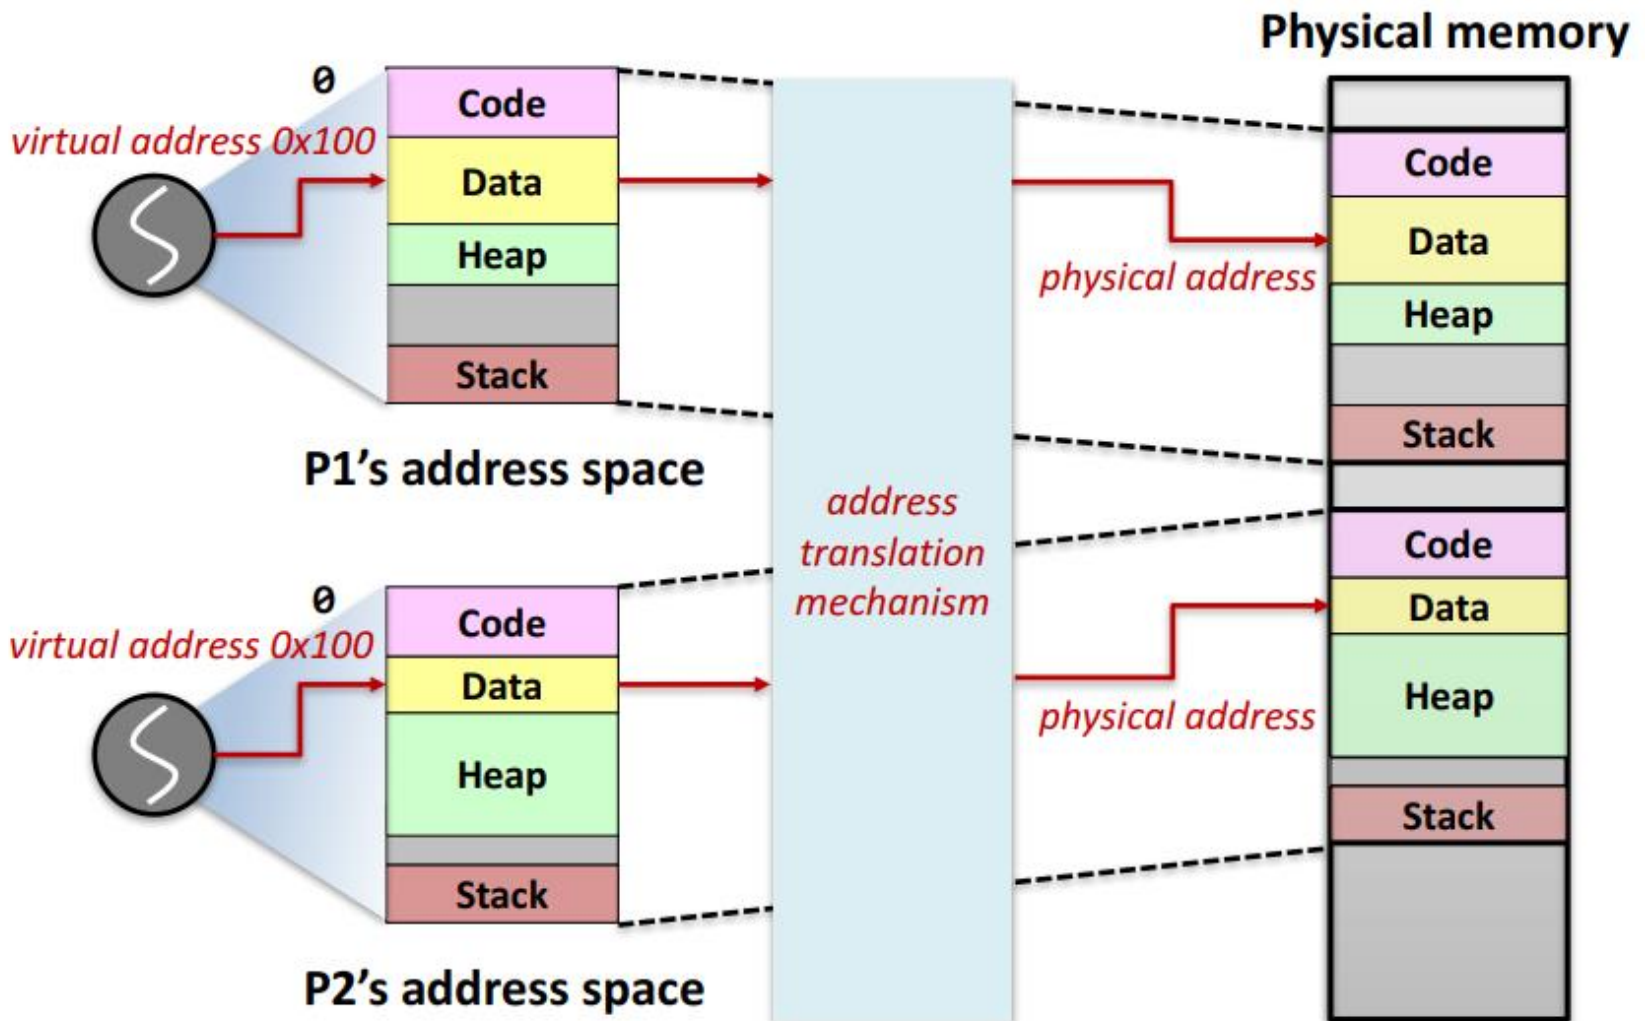 Physical memory
0
virtual address 0x100
Code
Data
Heap
Stack
P1’s address space
0
virtual address 0x100
Code
Data
Heap
Stack
P2’s address space
address
translation
mechanism
physical address
physical address
Code
Data
Heap
Stack
Code
Data
Heap
Stack